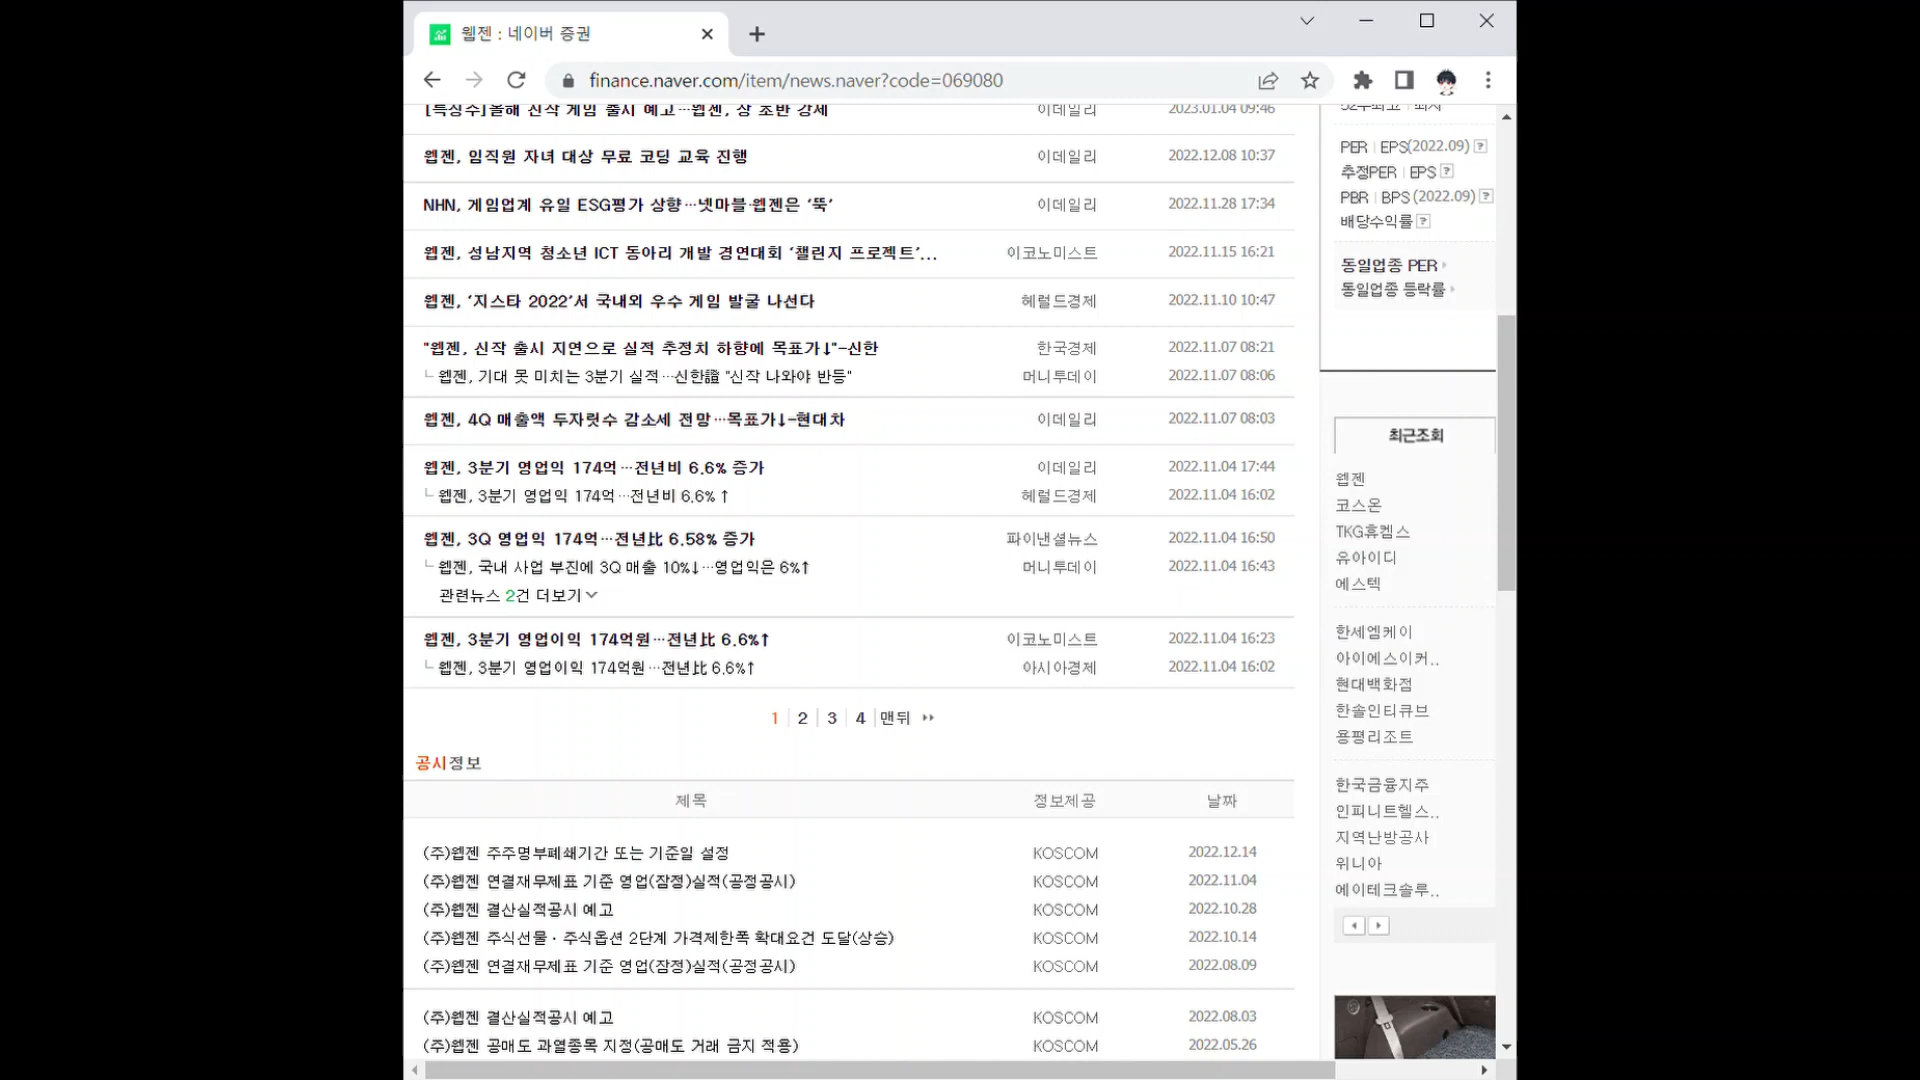 웹젠 : 네이버 증권
finance.naver.com/item/news.naver?code=069080
[특징주]올해 신작 게임 출시 예고…웹젠, 장 초반 강세 이데일리 2023.01.04 09:46
웹젠, 임직원 자녀 대상 무료 코딩 교육 진행 이데일리 2022.12.08 10:37
NHN, 게임업계 유일 ESG평가 상향…넷마블·웹젠은 ‘뚝’ 이데일리 2022.11.28 17:34
웹젠, 성남지역 청소년 ICT 동아리 개발 경연대회 ‘챌린지 프로젝트’... 이코노미스트 2022.11.15 16:21
웹젠, ‘지스타 2022’서 국내외 우수 게임 발굴 나선다 헤럴드경제 2022.11.10 10:47
"웹젠, 신작 출시 지연으로 실적 추정치 하향에 목표가↓"-신한 한국경제 2022.11.07 08:21
웹젠, 기대 못 미치는 3분기 실적…신한證 "신작 나와야 반등" 머니투데이 2022.11.07 08:06
웹젠, 4Q 매출액 두자릿수 감소세 전망…목표가↓-현대차 이데일리 2022.11.07 08:03
웹젠, 3분기 영업익 174억…전년비 6.6% 증가 이데일리 2022.11.04 17:44
웹젠, 3분기 영업익 174억…전년비 6.6% ↑ 헤럴드경제 2022.11.04 16:02
웹젠, 3Q 영업익 174억…전년比 6.58% 증가 파이낸셜뉴스 2022.11.04 16:50
웹젠, 국내 사업 부진에 3Q 매출 10%↓…영업익은 6%↑ 머니투데이 2022.11.04 16:43
관련뉴스 2건 더보기
웹젠, 3분기 영업이익 174억원…전년比 6.6%↑ 이코노미스트 2022.11.04 16:23
웹젠, 3분기 영업이익 174억원…전년比 6.6%↑ 아시아경제 2022.11.04 16:02
1 2 3 4 맨뒤
공시정보
제목 정보제공 날짜
(주)웹젠 주주명부폐쇄기간 또는 기준일 설정 KOSCOM 2022.12.14
(주)웹젠 연결재무제표 기준 영업(잠정)실적(공정공시) KOSCOM 2022.11.04
(주)웹젠 결산실적공시 예고 KOSCOM 2022.10.28
(주)웹젠 주식선물·주식옵션 2단계 가격제한폭 확대요건 도달(상승) KOSCOM 2022.10.14
(주)웹젠 연결재무제표 기준 영업(잠정)실적(공정공시) KOSCOM 2022.08.09
(주)웹젠 결산실적공시 예고 KOSCOM 2022.08.03
(주)웹젠 공매도 과열종목 지정(공매도 거래 금지 적용) KOSCOM 2022.05.26
52주최고 | 최저
PER | EPS(2022.09) ?
추정PER | EPS ?
PBR | BPS (2022.09) ?
배당수익률 ?
동일업종 PER
동일업종 등락률
최근조회
웹젠
코스온
TKG휴켐스
유아이디
에스텍
한세엠케이
아이에스이커..
현대백화점
한솔인티큐브
용평리조트
한국금융지주
인피니트헬스..
지역난방공사
위니아
에이테크솔루..